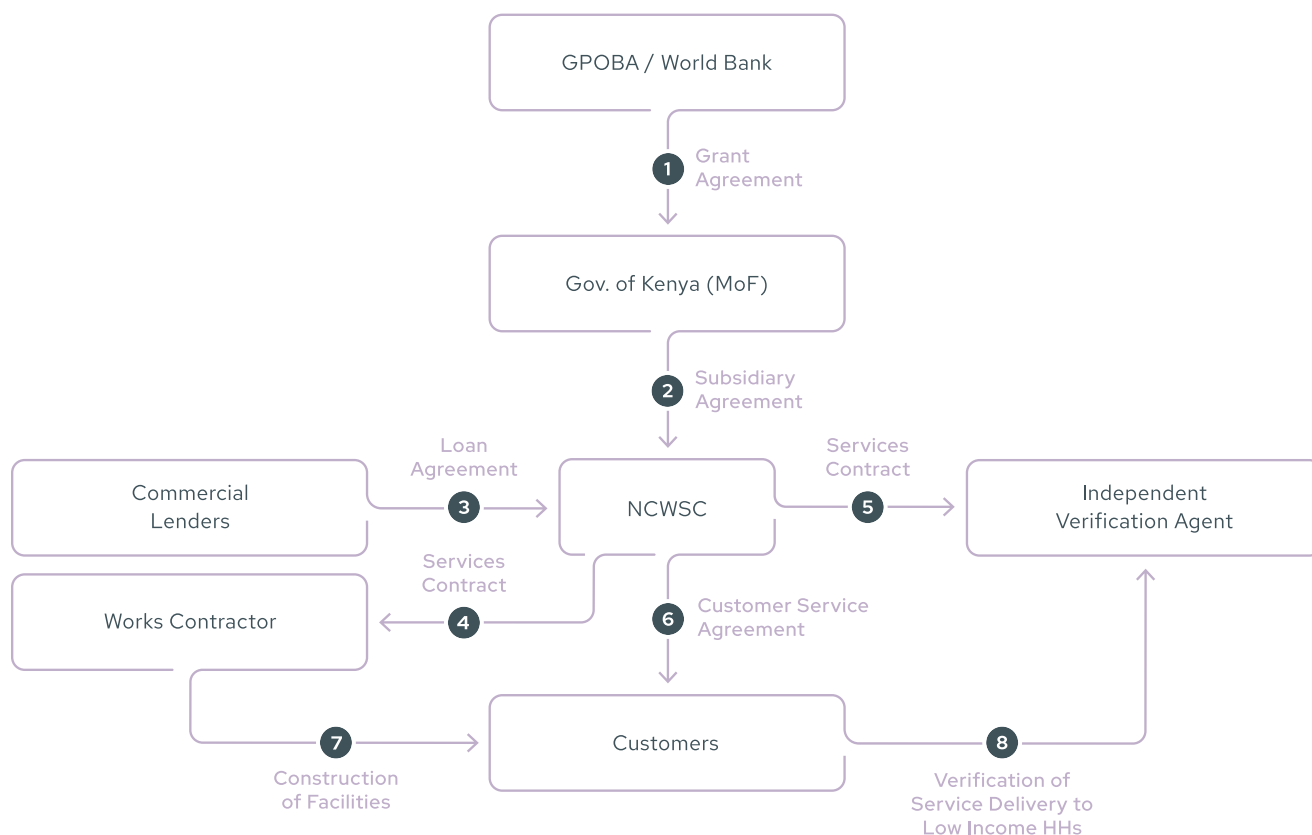 GPOBA / World Bank
1
Grant
Agreement
Gov. of Kenya (MoF)
2
Subsidiary
Agreement
Loan
Agreement
3
Services
Contract
5
Commercial
Lenders
NCWSC
Independent
Verification Agent
Services
Contract
4
Works Contractor
6
Customer Service
Agreement
7
Construction
of Facilities
Customers
8
Verification of
Service Delivery to
Low Income HHs